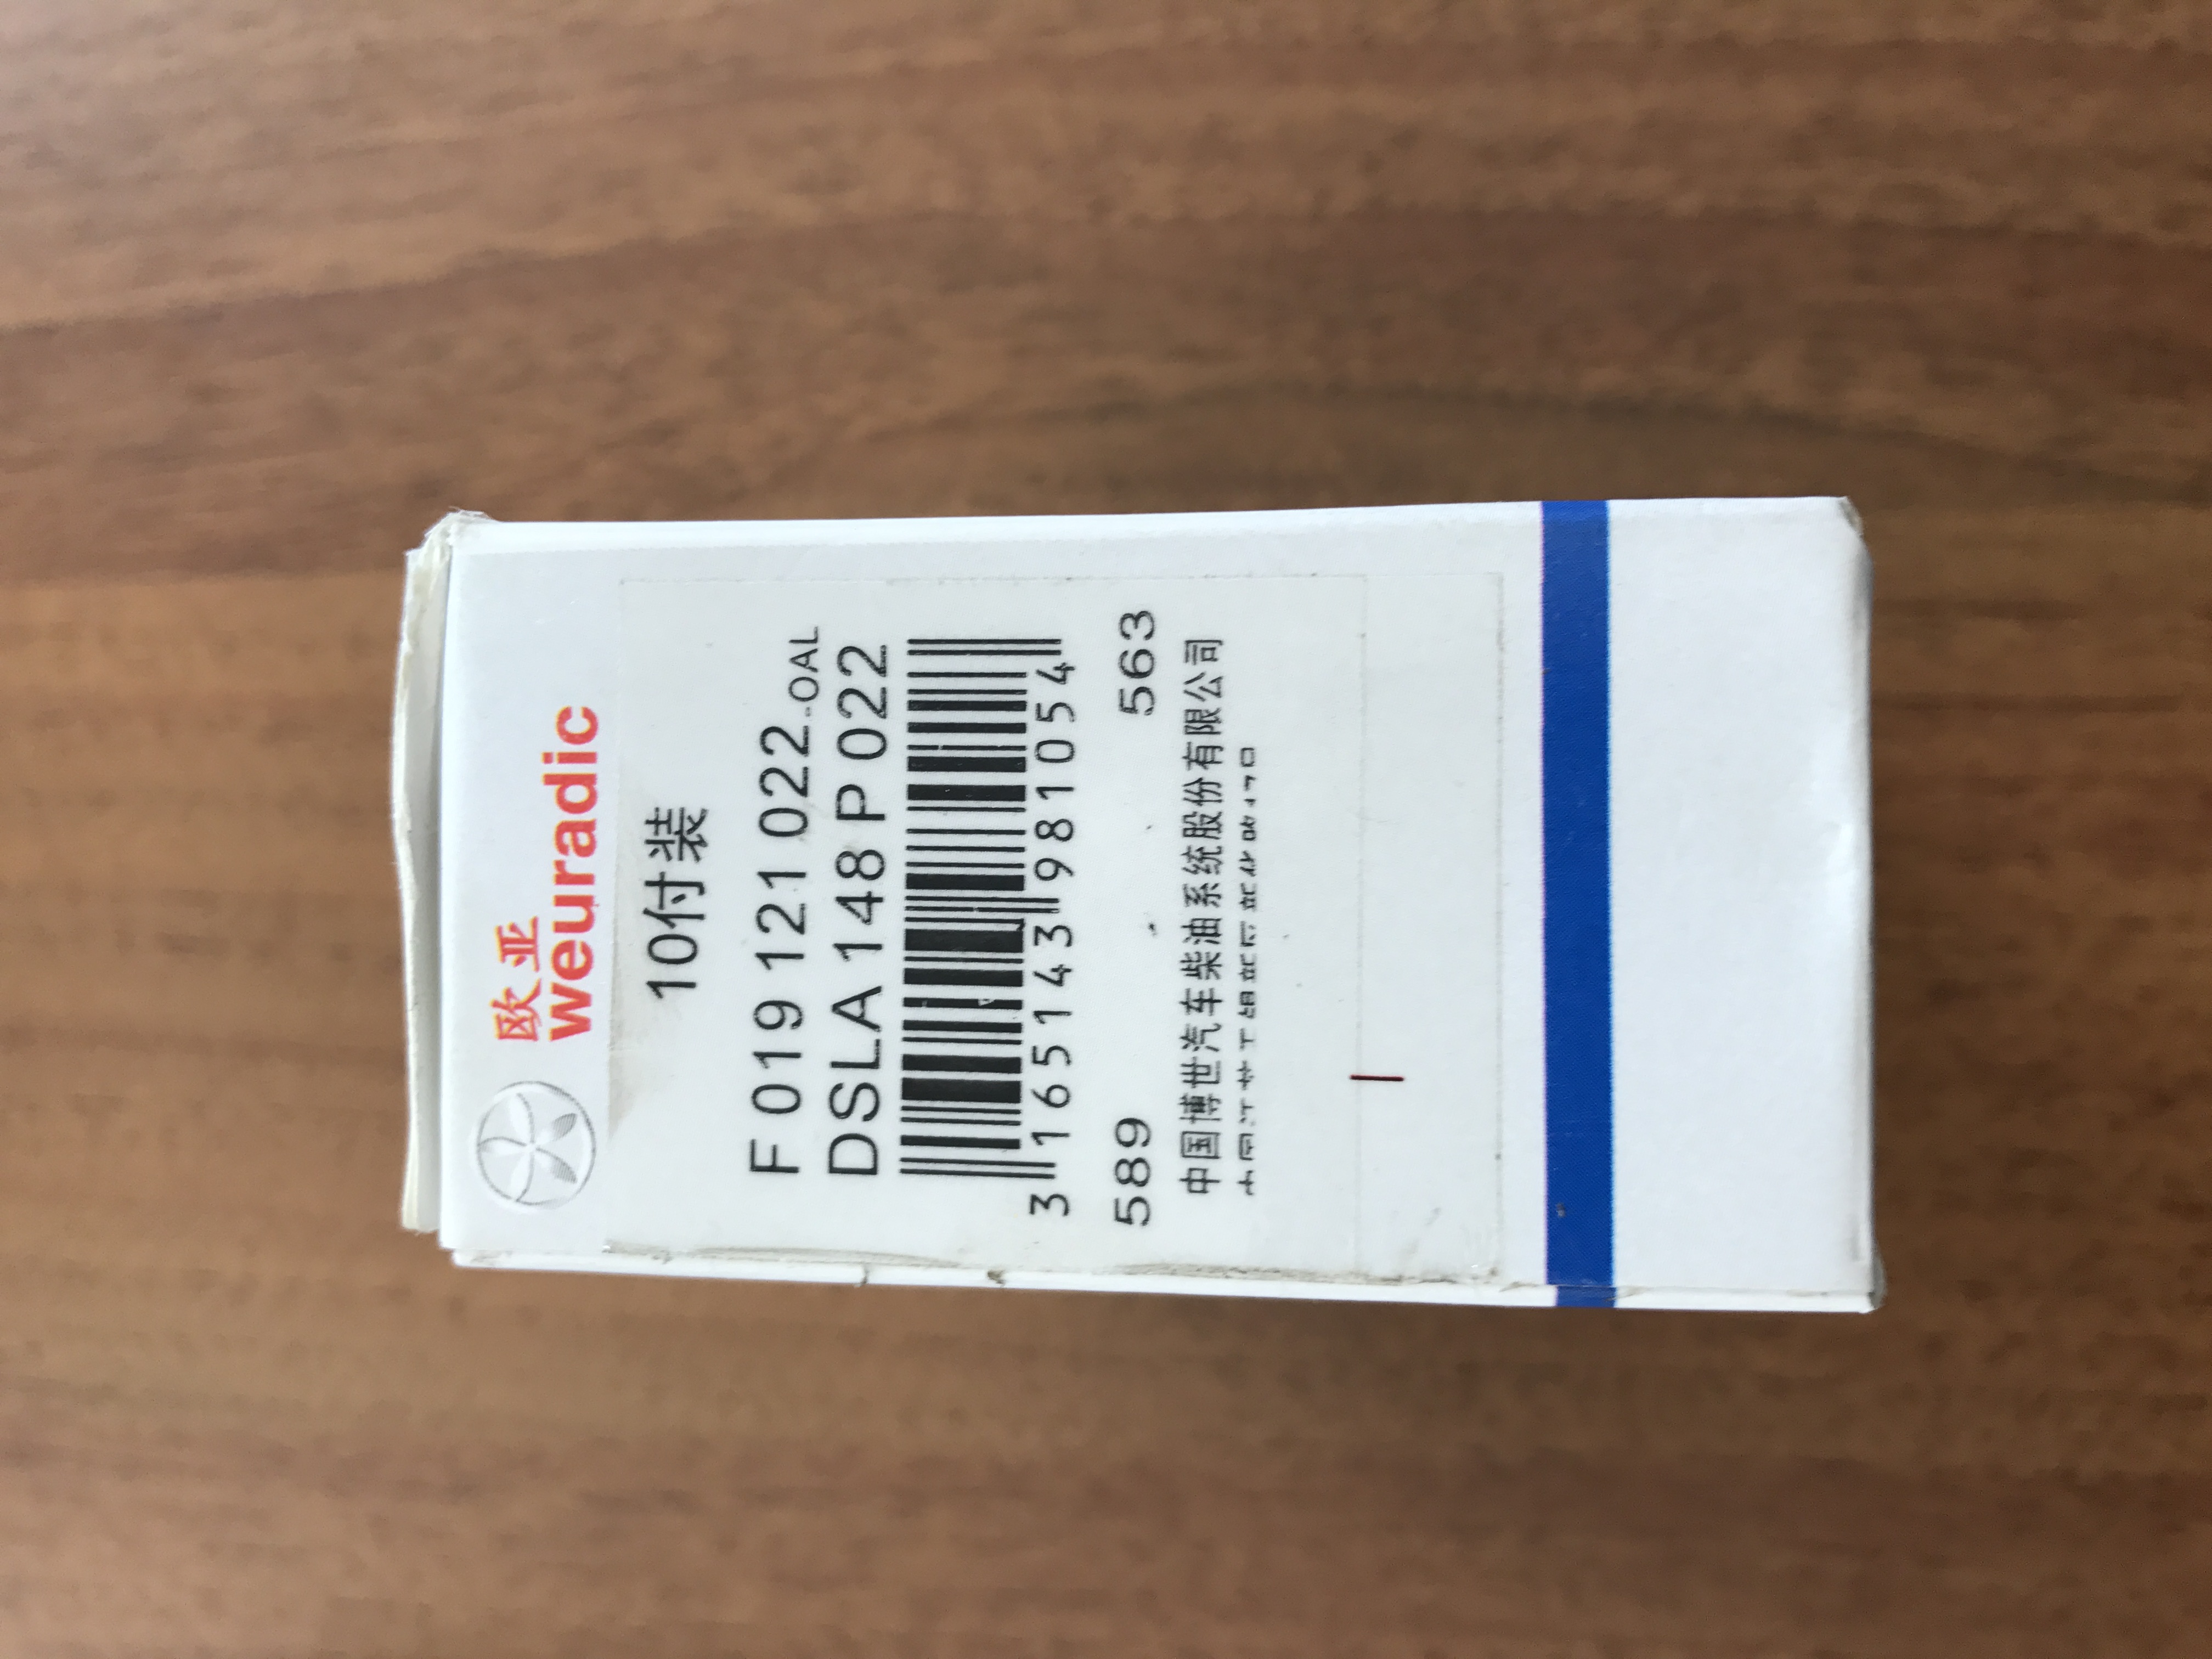 欧亚
weuradic
10付装
F 019 121 022-OAL
DSLA 148 P 022
3 165143 981054
589 563
中国博世汽车柴油系统股份有限公司